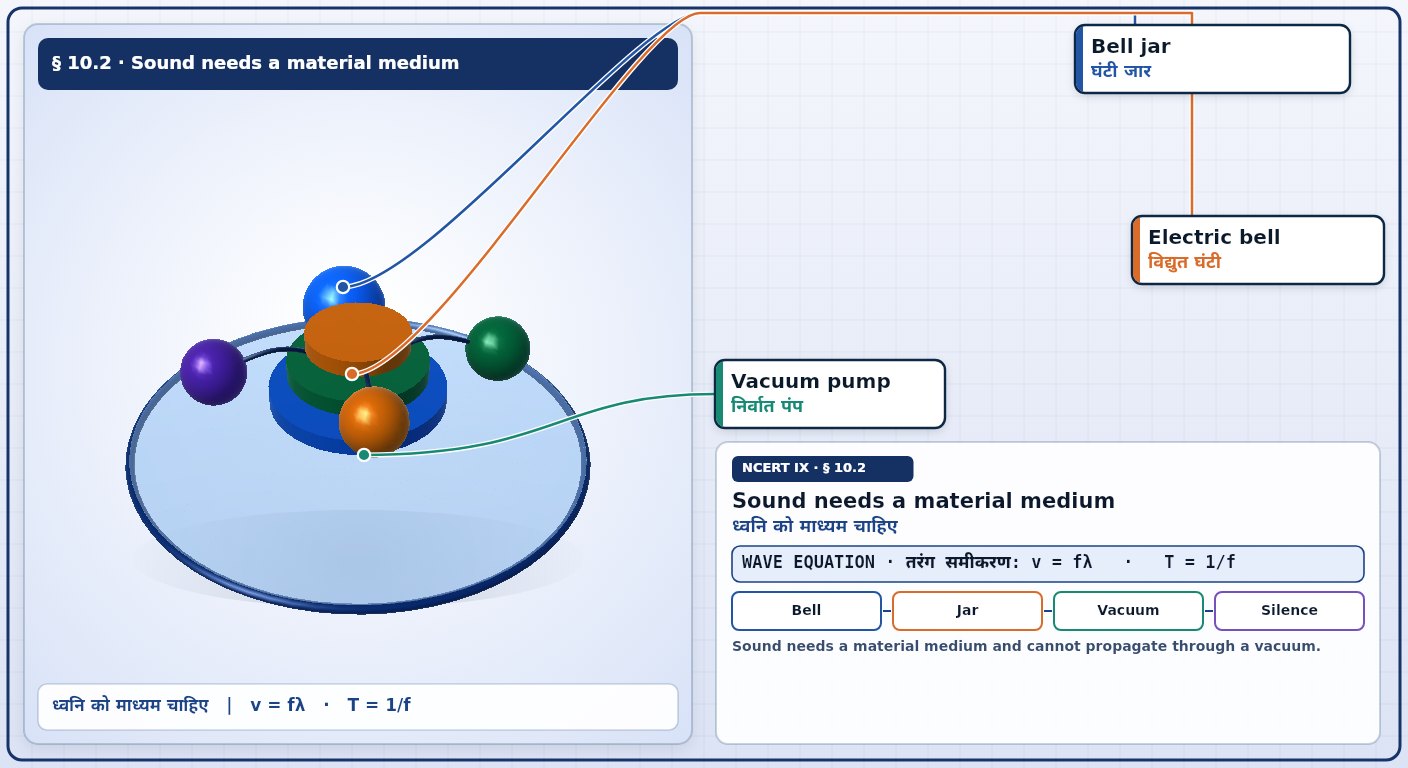 § 10.2 · Sound needs a material medium
Bell jar
घंटी जार
Electric bell
विद्युत घंटी
Vacuum pump
निर्वात पंप
NCERT IX · § 10.2
Sound needs a material medium
ध्वनि को माध्यम चाहिए
WAVE EQUATION · तरंग समीकरण: v = fλ · T = 1/f
Bell
Jar
Vacuum
Silence
Sound needs a material medium and cannot propagate through a vacuum.
ध्वनि को माध्यम चाहिए | v = fλ · T = 1/f